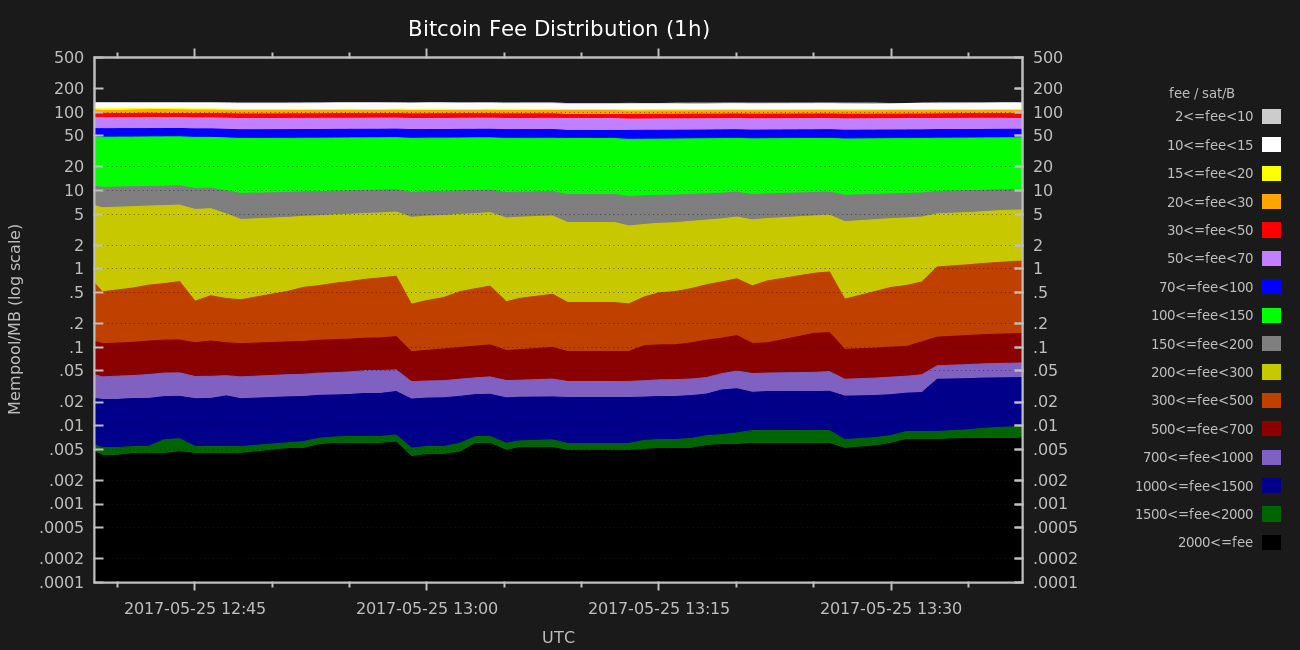 Bitcoin Fee Distribution (1h)
Mempool/MB (log scale)
500
200
100
50
20
10
5
2
1
.5
.2
.1
.05
.02
.01
.005
.002
.001
.0005
.0002
.0001
500
200
100
50
20
10
5
2
1
.5
.2
.1
.05
.02
.01
.005
.002
.001
.0005
.0002
.0001
2017-05-25 12:45
2017-05-25 13:00
2017-05-25 13:15
2017-05-25 13:30
UTC
fee / sat/B
2<=fee<10
10<=fee<15
15<=fee<20
20<=fee<30
30<=fee<50
50<=fee<70
70<=fee<100
100<=fee<150
150<=fee<200
200<=fee<300
300<=fee<500
500<=fee<700
700<=fee<1000
1000<=fee<1500
1500<=fee<2000
2000<=fee